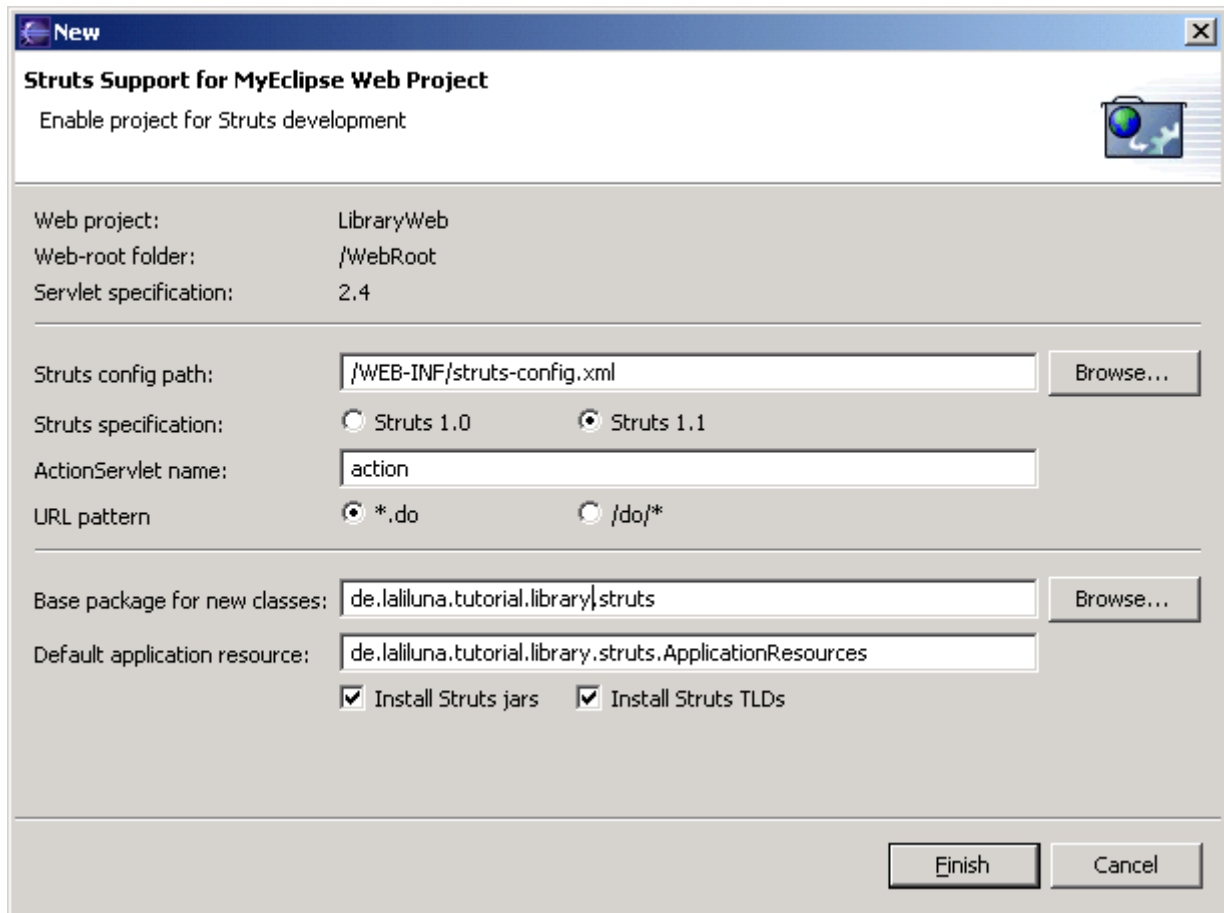 New
Struts Support for MyEclipse Web Project
Enable project for Struts development
Web project: LibraryWeb
Web-root folder: /WebRoot
Servlet specification: 2.4
Struts config path: /WEB-INF/struts-config.xml Browse...
Struts specification: Struts 1.0 Struts 1.1
ActionServlet name: action
URL pattern *.do /do/*
Base package for new classes: de.laliluna.tutorial.library.struts Browse...
Default application resource: de.laliluna.tutorial.library.struts.ApplicationResources
Install Struts jars Install Struts TLDs
Finish Cancel